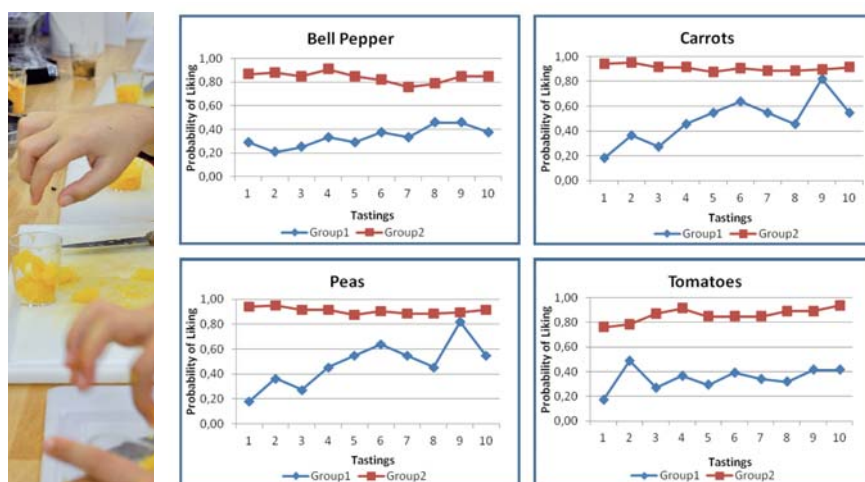 Bell Pepper
Probability of Liking
1,00
0,80
0,60
0,40
0,20
0,00
1 2 3 4 5 6 7 8 9 10
Tastings
Group1 Group2
Carrots
Probability of Liking
1,00
0,80
0,60
0,40
0,20
0,00
1 2 3 4 5 6 7 8 9 10
Tastings
Group1 Group2
Peas
Probability of Liking
1,00
0,80
0,60
0,40
0,20
0,00
1 2 3 4 5 6 7 8 9 10
Tastings
Group1 Group2
Tomatoes
Probability of Liking
1,00
0,80
0,60
0,40
0,20
0,00
1 2 3 4 5 6 7 8 9 10
Tastings
Group1 Group2